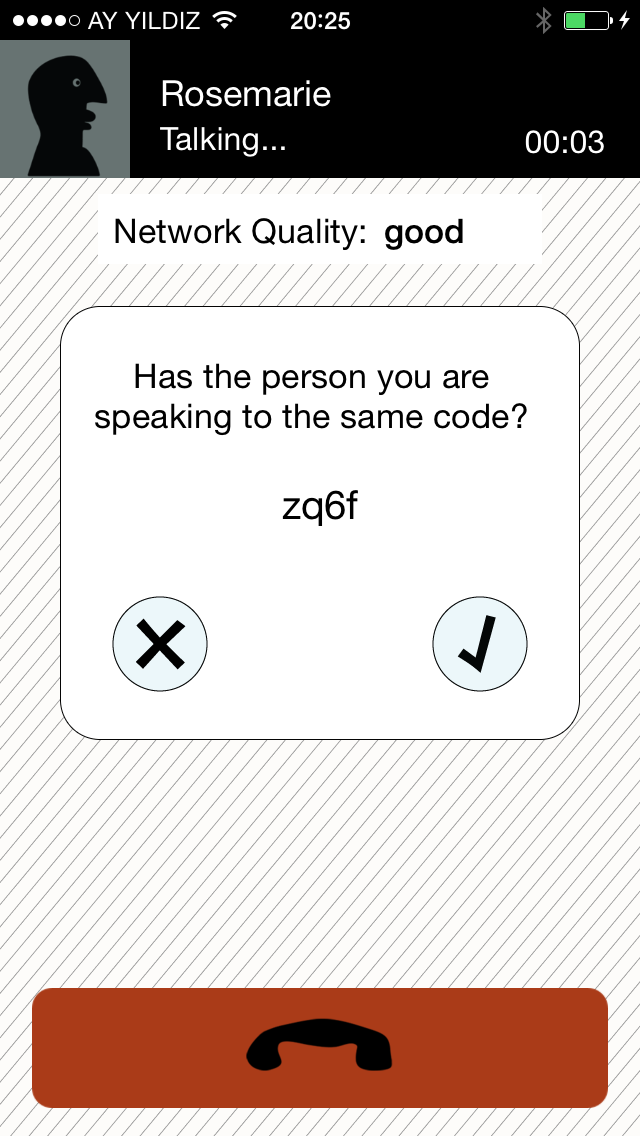 AY YILDIZ 20:25
Rosemarie
Talking... 00:03
Network Quality: good
Has the person you are
speaking to the same code?
zq6f